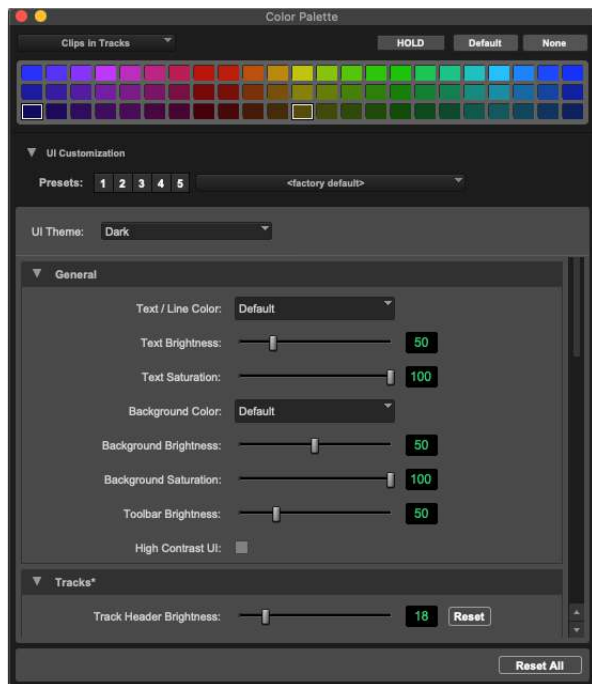 Color Palette
Clips in Tracks HOLD Default None
UI Customization
Presets: 1 2 3 4 5 <factory default>
UI Theme: Dark
General
Text / Line Color: Default
Text Brightness: 50
Text Saturation: 100
Background Color: Default
Background Brightness: 50
Background Saturation: 100
Toolbar Brightness: 50
High Contrast UI:
Tracks*
Track Header Brightness: 18 Reset
Reset All